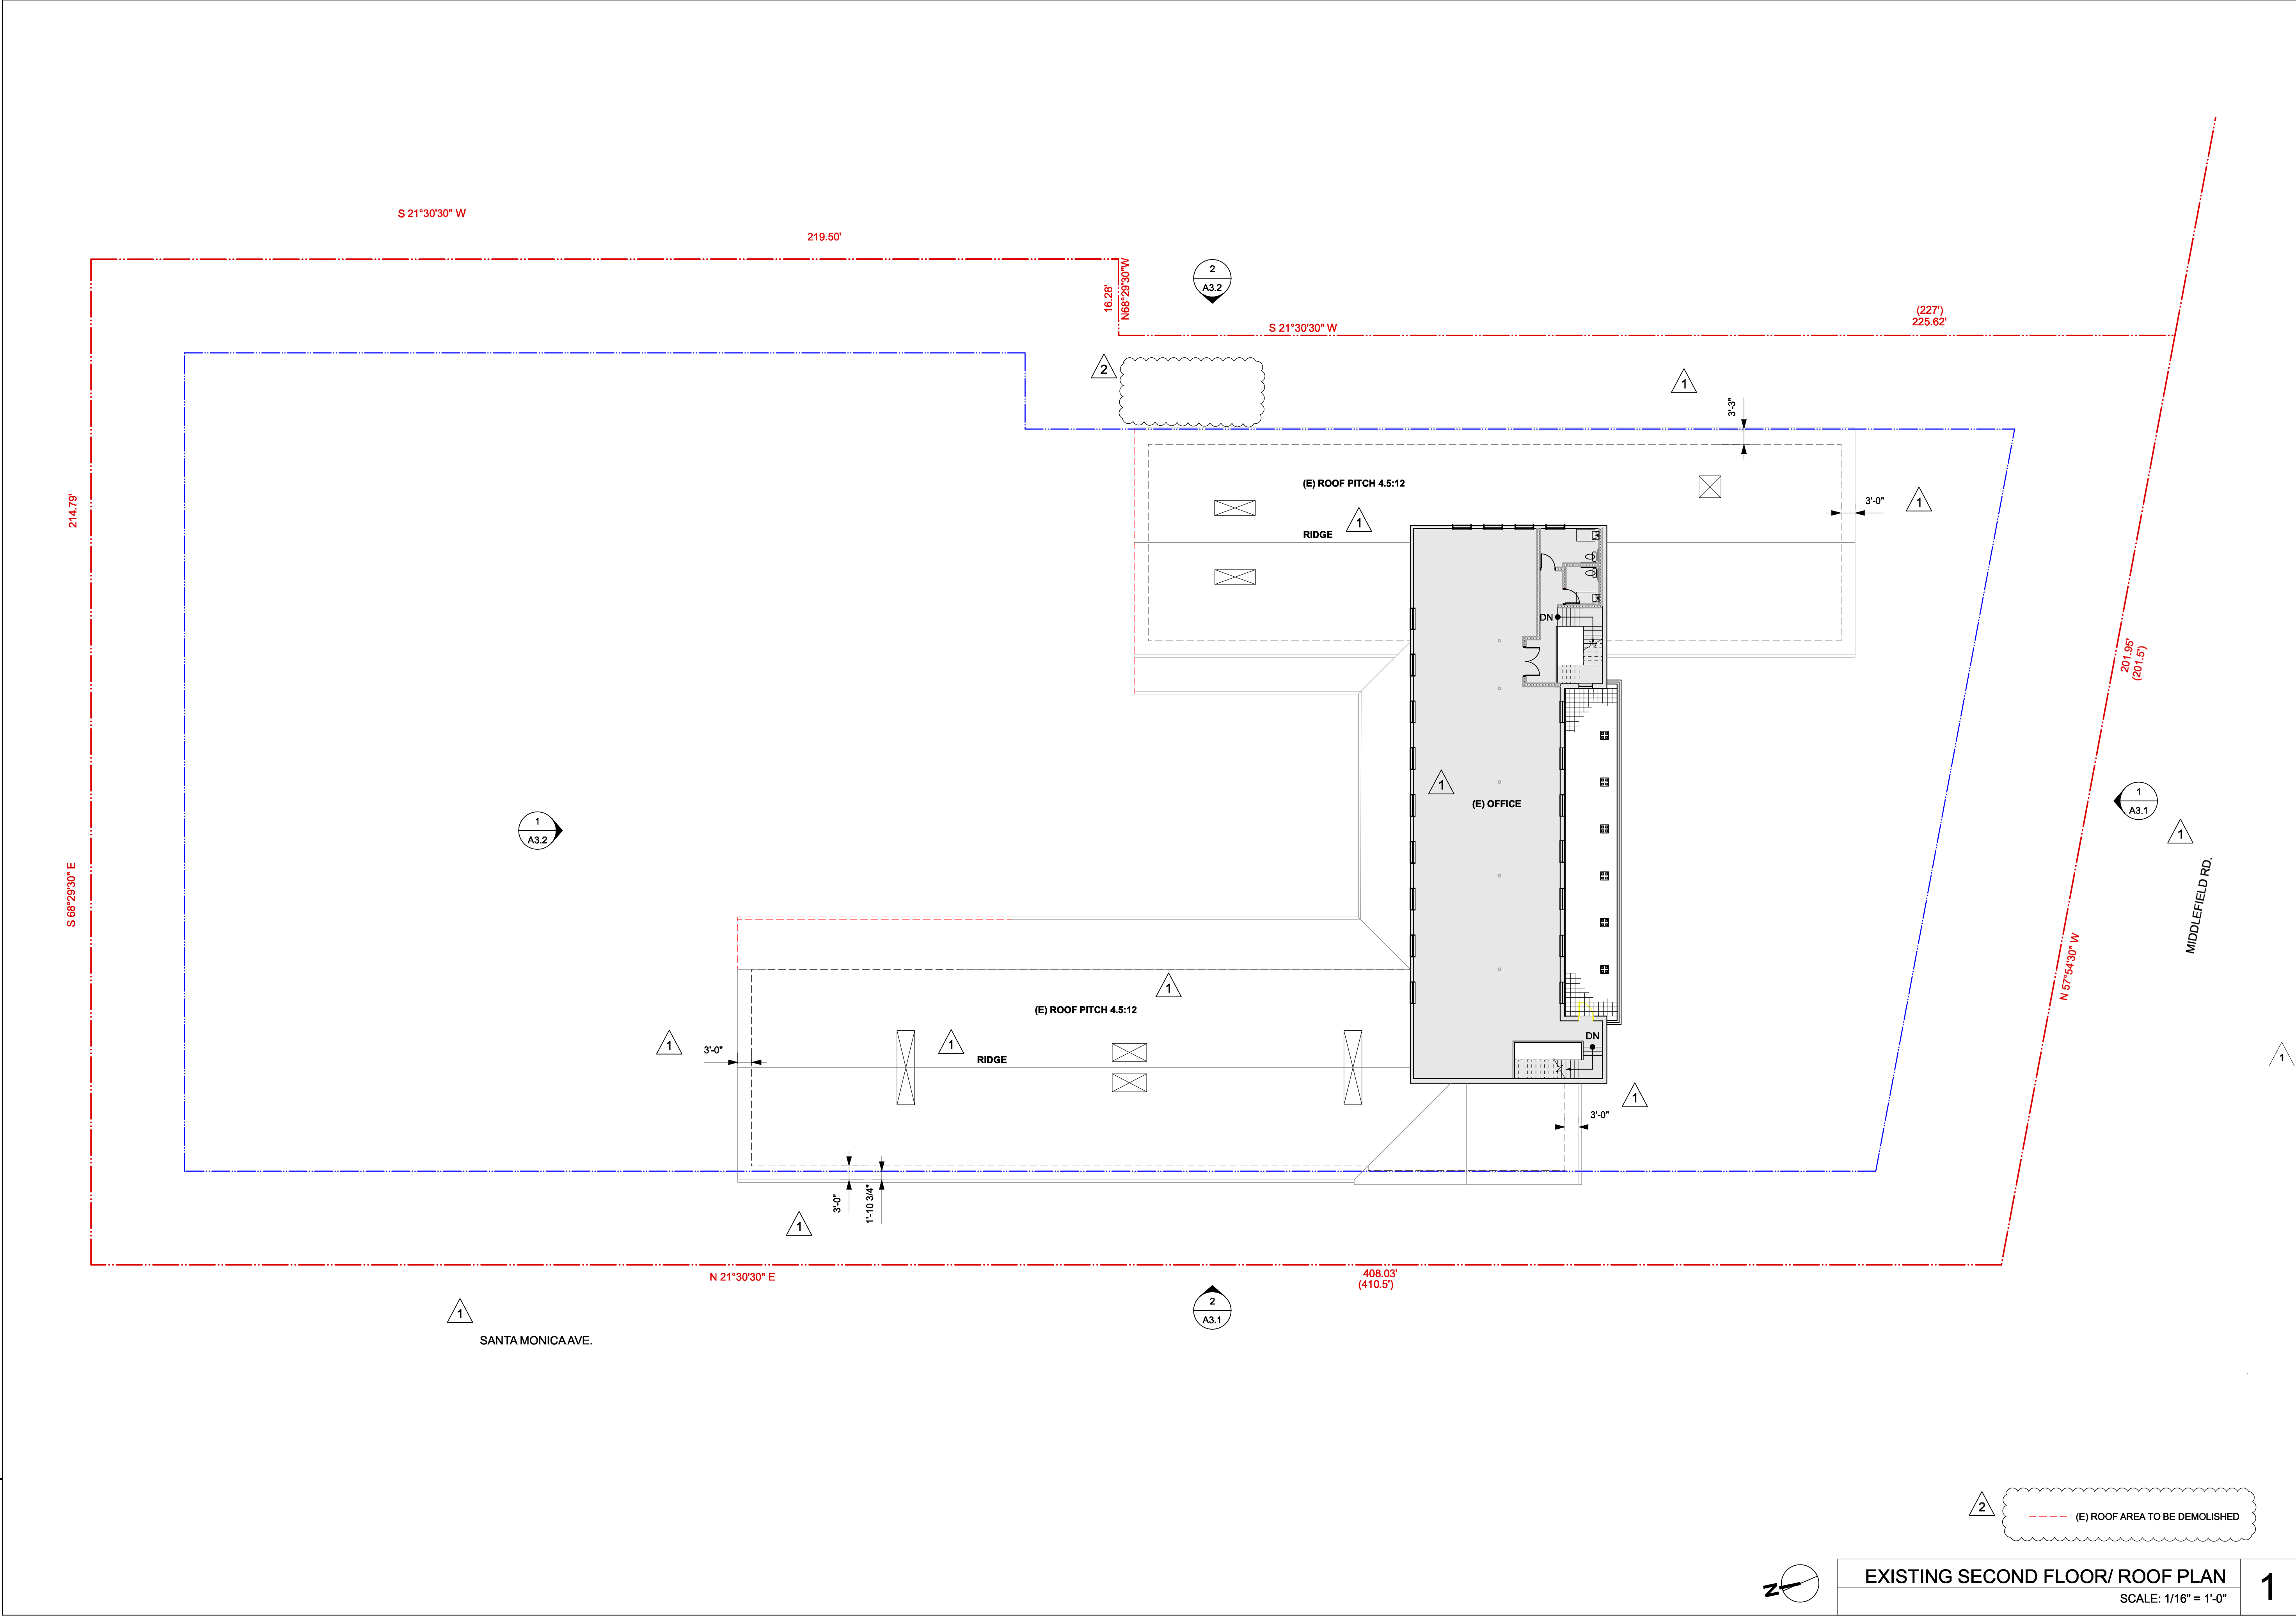 S 21°30'30" W
219.50'
16.28'
N68°29'30"W
2
A3.2
S 21°30'30" W
(227')
225.62'
2
1
3'-3"
(E) ROOF PITCH 4.5:12
3'-0"
1
RIDGE
1
214.79'
S 68°29'30" E
DN
201.95'
(201.5')
1
A3.2
1
(E) OFFICE
1
A3.1
1
MIDDLEFIELD RD.
N 57°54'30" W
1
(E) ROOF PITCH 4.5:12
1
3'-0"
1
RIDGE
DN
1
1
3'-0"
3'-0"
1'-10 3/4"
1
N 21°30'30" E
408.03'
(410.5')
1
2
A3.1
SANTA MONICA AVE.
2
(E) ROOF AREA TO BE DEMOLISHED
N
EXISTING SECOND FLOOR/ ROOF PLAN
SCALE: 1/16" = 1'-0"
1